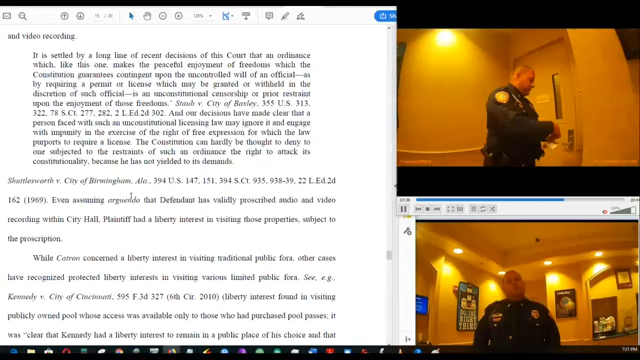 15 / 20
128%
Share
and video recording.
It is settled by a long line of recent decisions of this Court that an ordinance
which, like this one, makes the peaceful enjoyment of freedoms which the
Constitution guarantees contingent upon the uncontrolled will of an official—as
by requiring a permit or license which may be granted or withheld in the
discretion of such official—is an unconstitutional censorship or prior restraint
upon the enjoyment of those freedoms.' Staub v. City of Baxley, 355 U.S. 313,
322, 78 S.Ct. 277, 282, 2 L.Ed.2d 302. And our decisions have made clear that a
person faced with such an unconstitutional licensing law may ignore it and engage
with impunity in the exercise of the right of free expression for which the law
purports to require a license. The Constitution can hardly be thought to deny to one
subjected to the restraints of such an ordinance the right to attack its
constitutionality, because he has not yielded to its demands.
Shuttlesworth v. City of Birmingham, Ala., 394 U.S. 147, 151, 394 S.Ct. 935, 938-39, 22 L.Ed.2d
162 (1969). Even assuming arguendo that Defendant has validly proscribed audio and video
recording within City Hall, Plaintiff had a liberty interest in visiting those properties, subject to
the proscription.
While Catron concerned a liberty interest in visiting traditional public fora, other cases
have recognized protected liberty interests in visiting various limited public fora. See, e.g.,
Kennedy v. City of Cincinnati, 595 F.3d 327 (6th Cir. 2010) (liberty interest found in visiting
publicly owned pool whose access was available only to those who had purchased pool passes; it
was "clear that Kennedy had a liberty interest to remain in a public place of his choice and that
DO THE
RIGHT
THING
7:21 PM